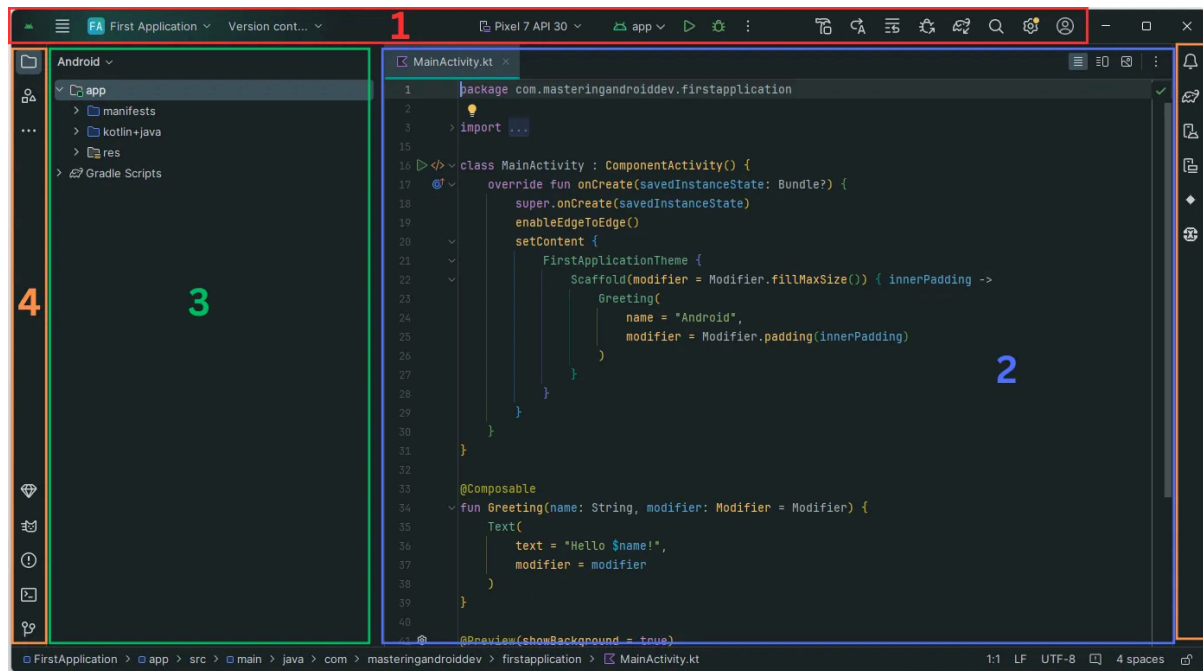 FA First Application Version cont... 1 Pixel 7 API 30 app
Android
app
manifests
kotlin+java
res
Gradle Scripts
4
3
MainActivity.kt
1 package com.masteringandroiddev.firstapplication
2
3 import ...
15
16 </> class MainActivity : ComponentActivity() {
17 override fun onCreate(savedInstanceState: Bundle?) {
18 super.onCreate(savedInstanceState)
19 enableEdgeToEdge()
20 setContent {
21 FirstApplicationTheme {
22 Scaffold(modifier = Modifier.fillMaxSize()) { innerPadding ->
23 Greeting(
24 name = "Android",
25 modifier = Modifier.padding(innerPadding)
26 )
27 }
28 }
29 }
30 }
31 }
32
33 @Composable
34 fun Greeting(name: String, modifier: Modifier = Modifier) {
35 Text(
36 text = "Hello $name!",
37 modifier = modifier
38 )
39 }
40
41 @Preview(showBackground = true)
2
FirstApplication > app > src > main > java > com > masteringandroiddev > firstapplication > MainActivity.kt 1:1 LF UTF-8 4 spaces